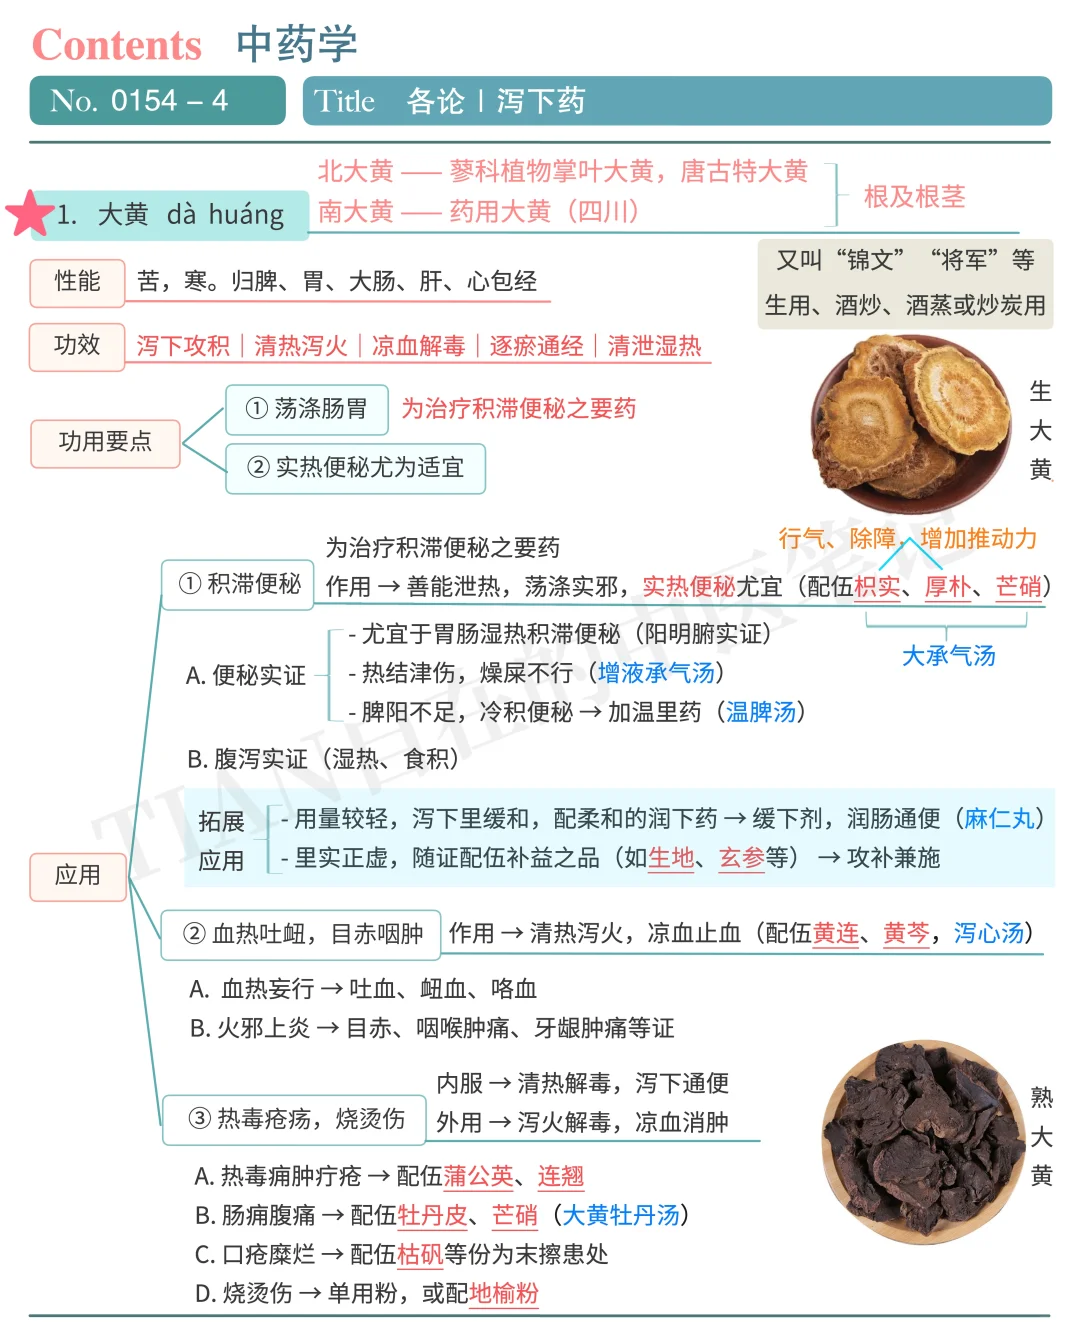 Contents 中药学
No. 0154 – 4
Title 各论 | 泻下药
北大黄 —— 蓼科植物掌叶大黄，唐古特大黄
南大黄 —— 药用大黄（四川）
根及根茎
1. 大黄 dà huáng
又叫“锦文” “将军”等
生用、酒炒、酒蒸或炒炭用
性能 苦，寒。归脾、胃、大肠、肝、心包经
功效 泻下攻积｜清热泻火｜凉血解毒｜逐瘀通经｜清泄湿热
生大黄
功用要点
① 荡涤肠胃 为治疗积滞便秘之要药
② 实热便秘尤为适宜
行气、除障，增加推动力
应用
① 积滞便秘
为治疗积滞便秘之要药
作用 → 善能泄热，荡涤实邪，实热便秘尤宜（配伍枳实、厚朴、芒硝）
大承气汤
A. 便秘实证
- 尤宜于胃肠湿热积滞便秘（阳明腑实证）
- 热结津伤，燥屎不行（增液承气汤）
- 脾阳不足，冷积便秘 → 加温里药（温脾汤）
B. 腹泻实证（湿热、食积）
拓展应用
- 用量较轻，泻下里缓和，配柔和的润下药 → 缓下剂，润肠通便（麻仁丸）
- 里实正虚，随证配伍补益之品（如生地、玄参等） → 攻补兼施
② 血热吐衄，目赤咽肿 作用 → 清热泻火，凉血止血（配伍黄连、黄芩，泻心汤）
A. 血热妄行 → 吐血、衄血、咯血
B. 火邪上炎 → 目赤、咽喉肿痛、牙龈肿痛等证
③ 热毒疮疡，烧烫伤
内服 → 清热解毒，泻下通便
外用 → 泻火解毒，凉血消肿
熟大黄
A. 热毒痈肿疔疮 → 配伍蒲公英、连翘
B. 肠痈腹痛 → 配伍牡丹皮、芒硝（大黄牡丹汤）
C. 口疮糜烂 → 配伍枯矾等份为末擦患处
D. 烧烫伤 → 单用粉，或配地榆粉